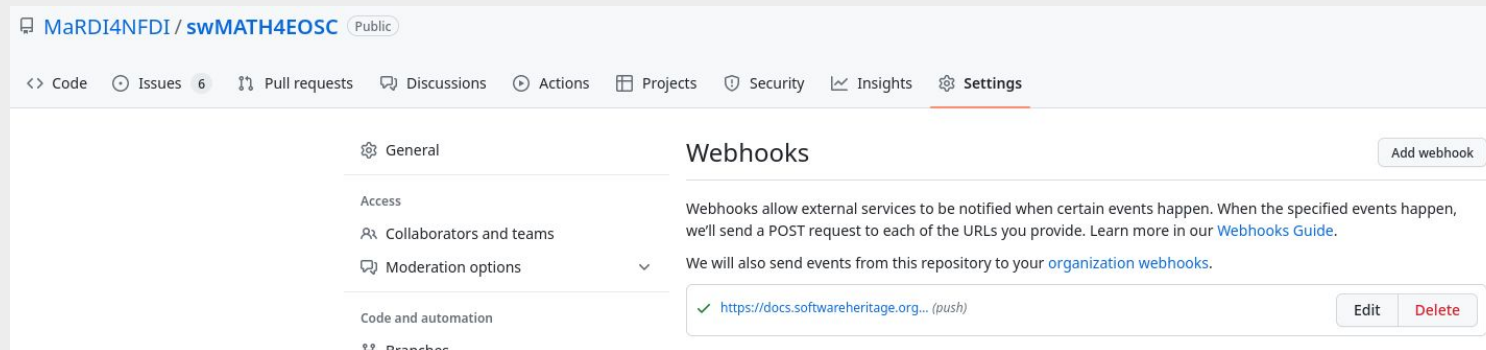 MaRDI4NFDI / swMATH4EOSC Public
Code Issues 6 Pull requests Discussions Actions Projects Security Insights Settings
General
Access
Collaborators and teams
Moderation options
Code and automation
Branches
Webhooks
Add webhook
Webhooks allow external services to be notified when certain events happen. When the specified events happen,
we'll send a POST request to each of the URLs you provide. Learn more in our Webhooks Guide.
We will also send events from this repository to your organization webhooks.
https://docs.softwareheritage.org... (push)
Edit Delete